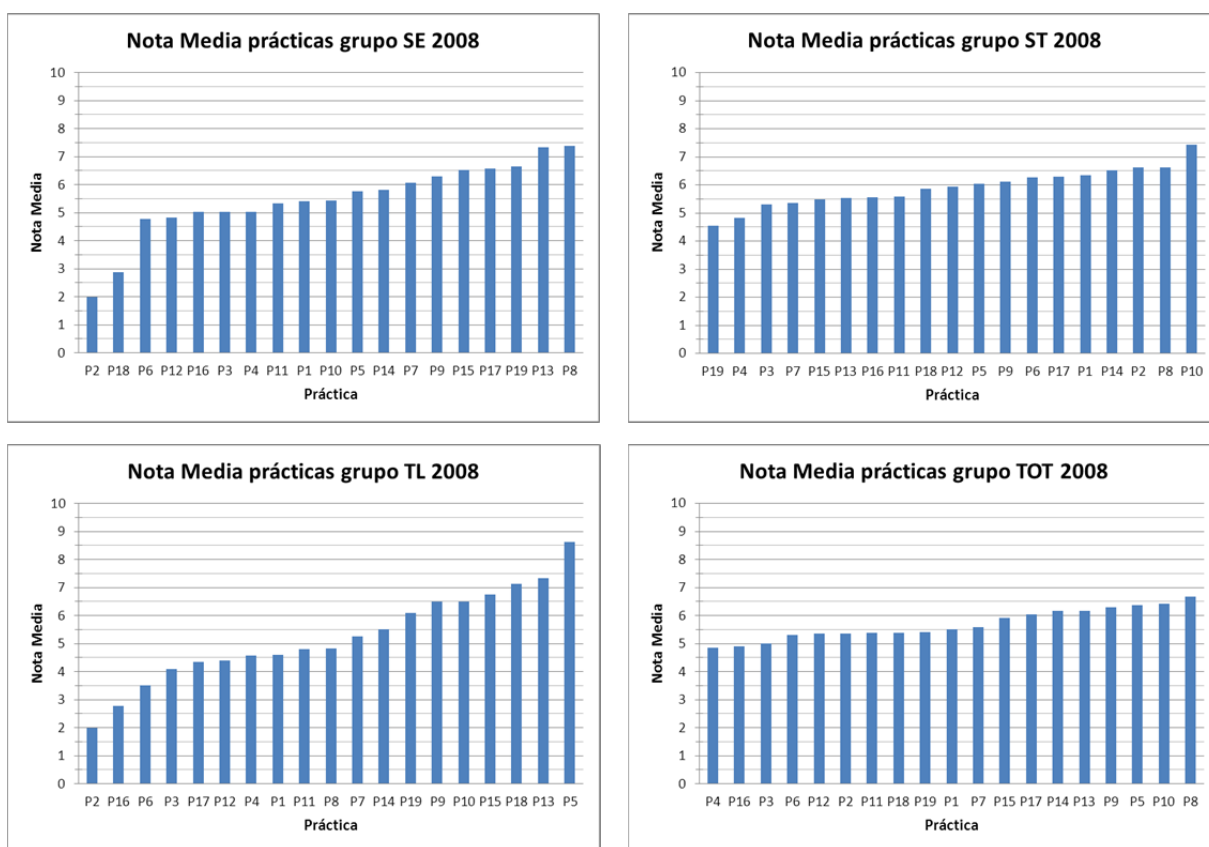 Nota Media prácticas grupo SE 2008
10
9
8
7
6
5
4
3
2
1
0
Nota Media
P2 P18 P6 P12 P16 P3 P4 P11 P1 P10 P5 P14 P7 P9 P15 P17 P19 P13 P8
Práctica
Nota Media prácticas grupo ST 2008
10
9
8
7
6
5
4
3
2
1
0
Nota Media
P19 P4 P3 P7 P15 P13 P16 P11 P18 P12 P5 P9 P6 P17 P1 P14 P2 P8 P10
Práctica
Nota Media prácticas grupo TL 2008
10
9
8
7
6
5
4
3
2
1
0
Nota Media
P2 P16 P6 P3 P17 P12 P4 P1 P11 P8 P7 P14 P19 P9 P10 P15 P18 P13 P5
Práctica
Nota Media prácticas grupo TOT 2008
10
9
8
7
6
5
4
3
2
1
0
Nota Media
P4 P16 P3 P6 P12 P2 P11 P18 P19 P1 P7 P15 P17 P14 P13 P9 P5 P10 P8
Práctica